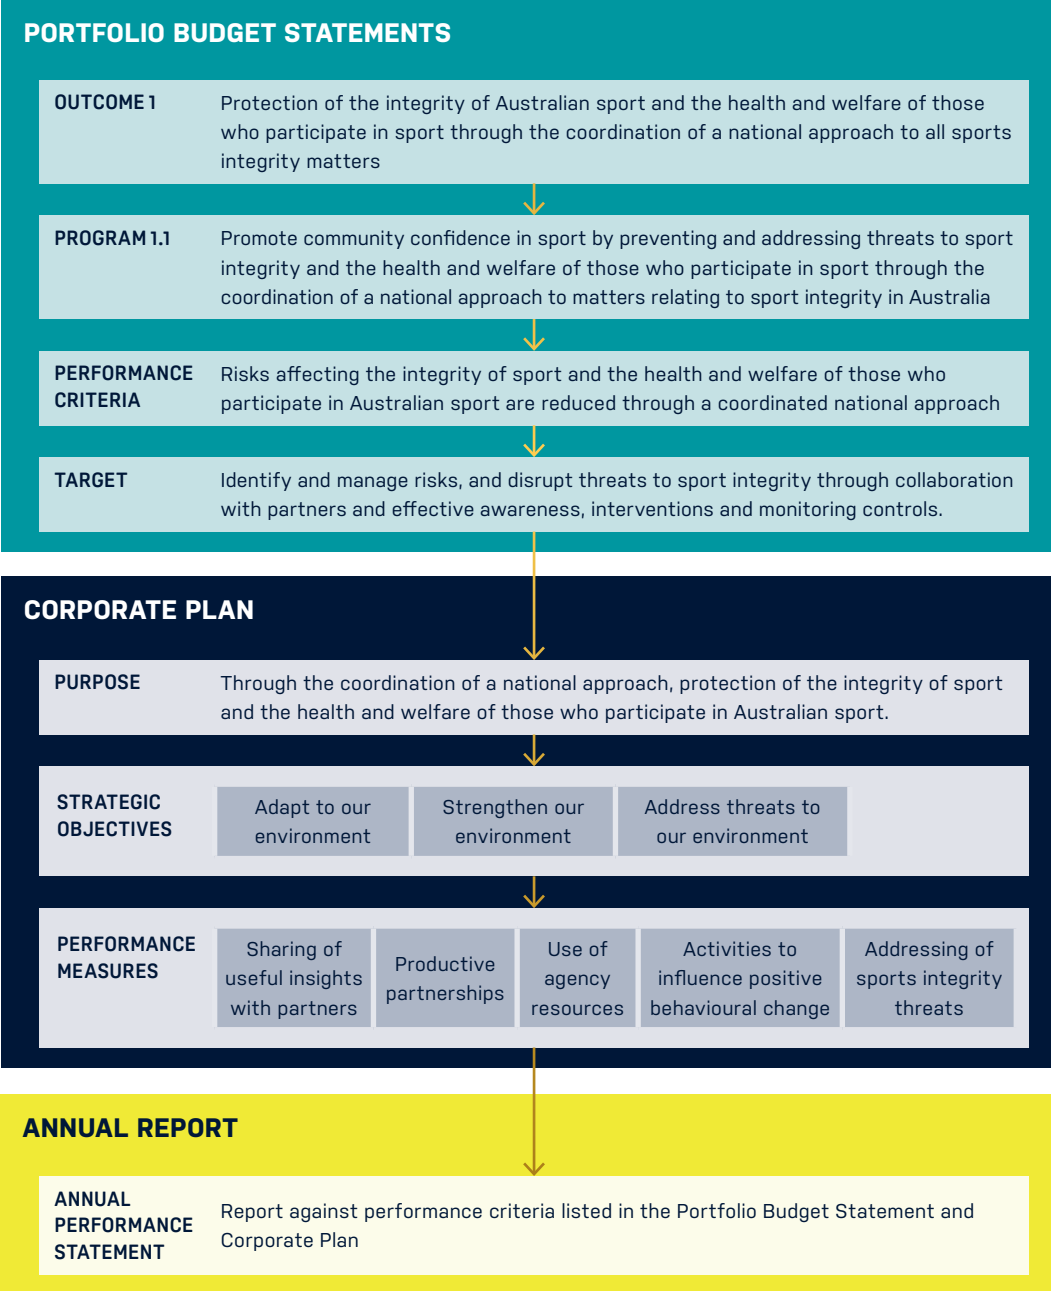 PORTFOLIO BUDGET STATEMENTS
OUTCOME 1
Protection of the integrity of Australian sport and the health and welfare of those
who participate in sport through the coordination of a national approach to all sports
integrity matters
PROGRAM 1.1
Promote community confidence in sport by preventing and addressing threats to sport
integrity and the health and welfare of those who participate in sport through the
coordination of a national approach to matters relating to sport integrity in Australia
PERFORMANCE
CRITERIA
Risks affecting the integrity of sport and the health and welfare of those who
participate in Australian sport are reduced through a coordinated national approach
TARGET
Identify and manage risks, and disrupt threats to sport integrity through collaboration
with partners and effective awareness, interventions and monitoring controls.
CORPORATE PLAN
PURPOSE
Through the coordination of a national approach, protection of the integrity of sport
and the health and welfare of those who participate in Australian sport.
STRATEGIC
OBJECTIVES
Adapt to our
environment
Strengthen our
environment
Address threats to
our environment
PERFORMANCE
MEASURES
Sharing of
useful insights
with partners
Productive
partnerships
Use of
agency
resources
Activities to
influence positive
behavioural change
Addressing of
sports integrity
threats
ANNUAL REPORT
ANNUAL
PERFORMANCE
STATEMENT
Report against performance criteria listed in the Portfolio Budget Statement and
Corporate Plan